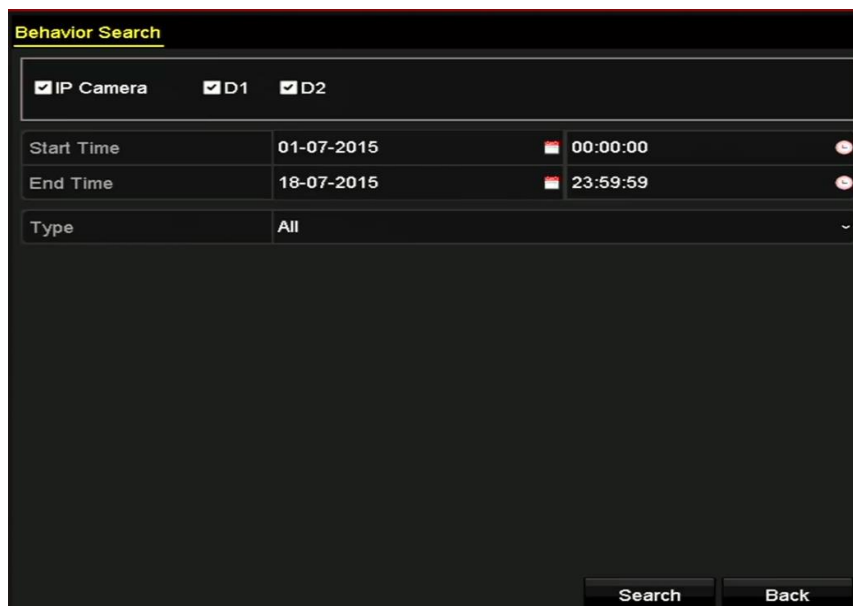 Behavior Search
IP Camera D1 D2
Start Time 01-07-2015 00:00:00
End Time 18-07-2015 23:59:59
Type All
Search Back